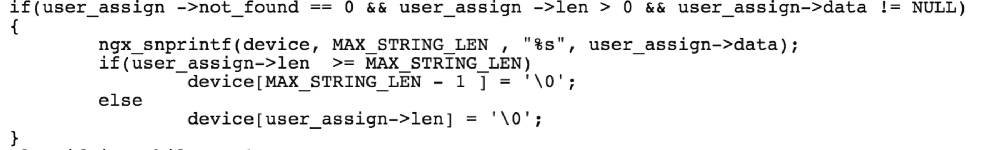 if(user_assign ->not_found == 0 && user_assign ->len > 0 && user_assign->data != NULL)
{
ngx_snprintf(device, MAX_STRING_LEN , "%s", user_assign->data);
if(user_assign->len  >= MAX_STRING_LEN)
device[MAX_STRING_LEN - 1 ] = '\0';
else
device[user_assign->len] = '\0';
}